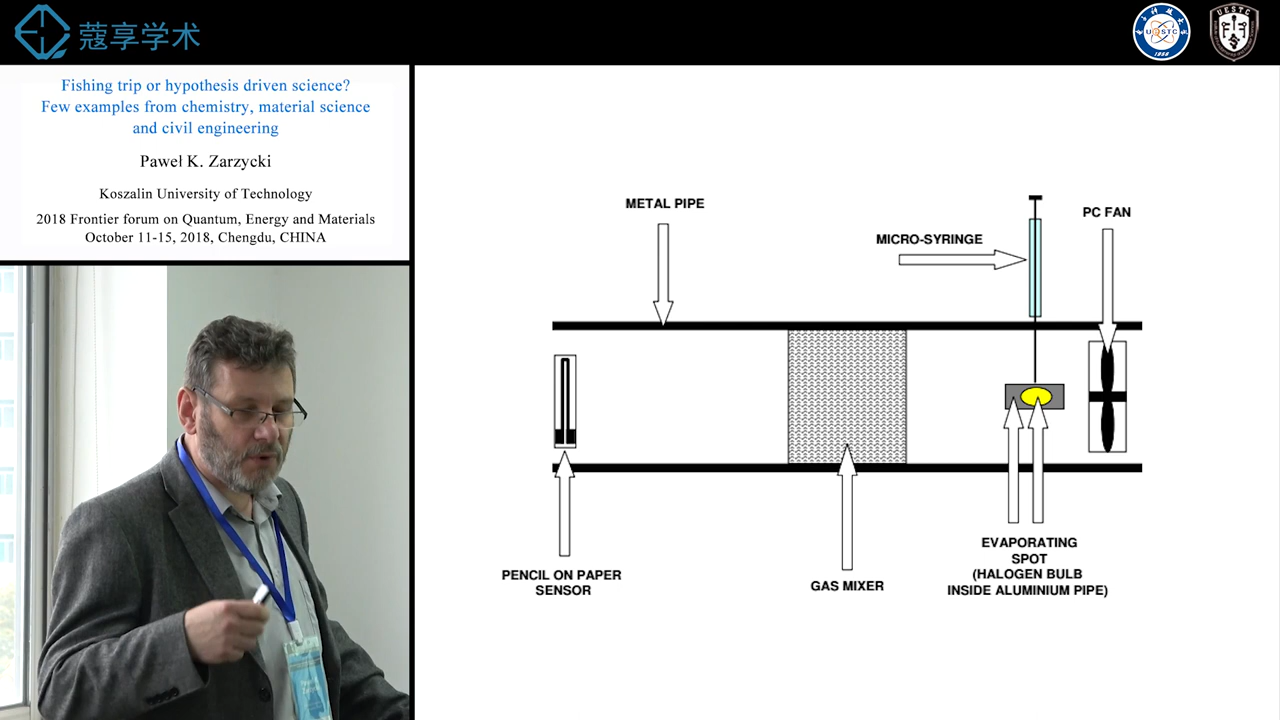 蔻享学术
UESTC
1956
UESTC
Fishing trip or hypothesis driven science?
Few examples from chemistry, material science
and civil engineering
Paweł K. Zarzycki
Koszalin University of Technology
2018 Frontier forum on Quantum, Energy and Materials
October 11-15, 2018, Chengdu, CHINA
METAL PIPE
MICRO-SYRINGE
PC FAN
PENCIL ON PAPER
SENSOR
GAS MIXER
EVAPORATING
SPOT
(HALOGEN BULB
INSIDE ALUMINIUM PIPE)